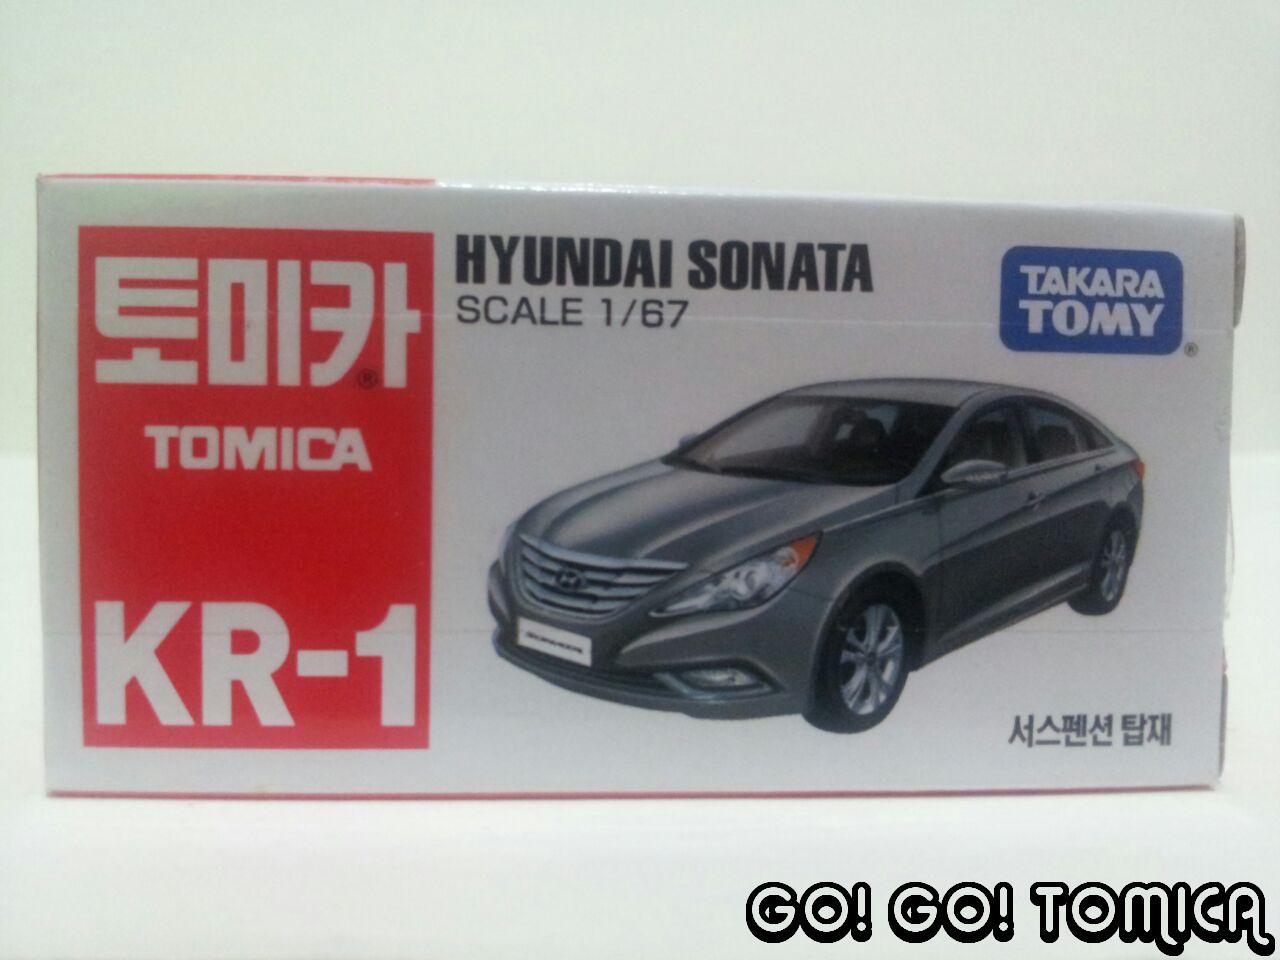 토미카®
TOMICA
KR-1
HYUNDAI SONATA
SCALE 1/67
TAKARA
TOMY®
SONATA
서스펜션 탑재
GO! GO! TOMICA